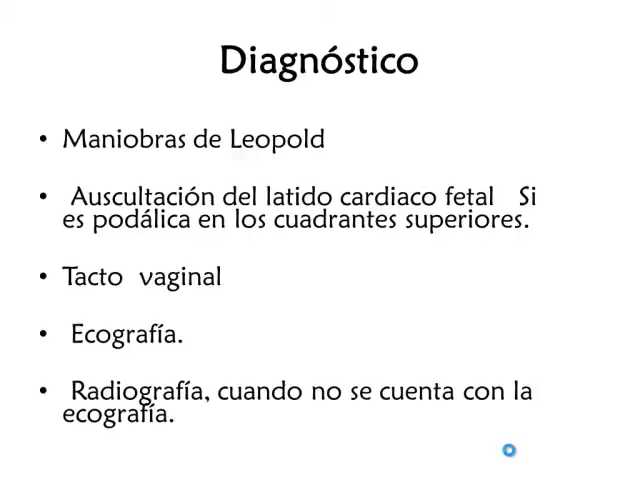 Diagnóstico
• Maniobras de Leopold
• Auscultación del latido cardiaco fetal Si
es podálica en los cuadrantes superiores.
• Tacto vaginal
• Ecografía.
• Radiografía, cuando no se cuenta con la
ecografía.